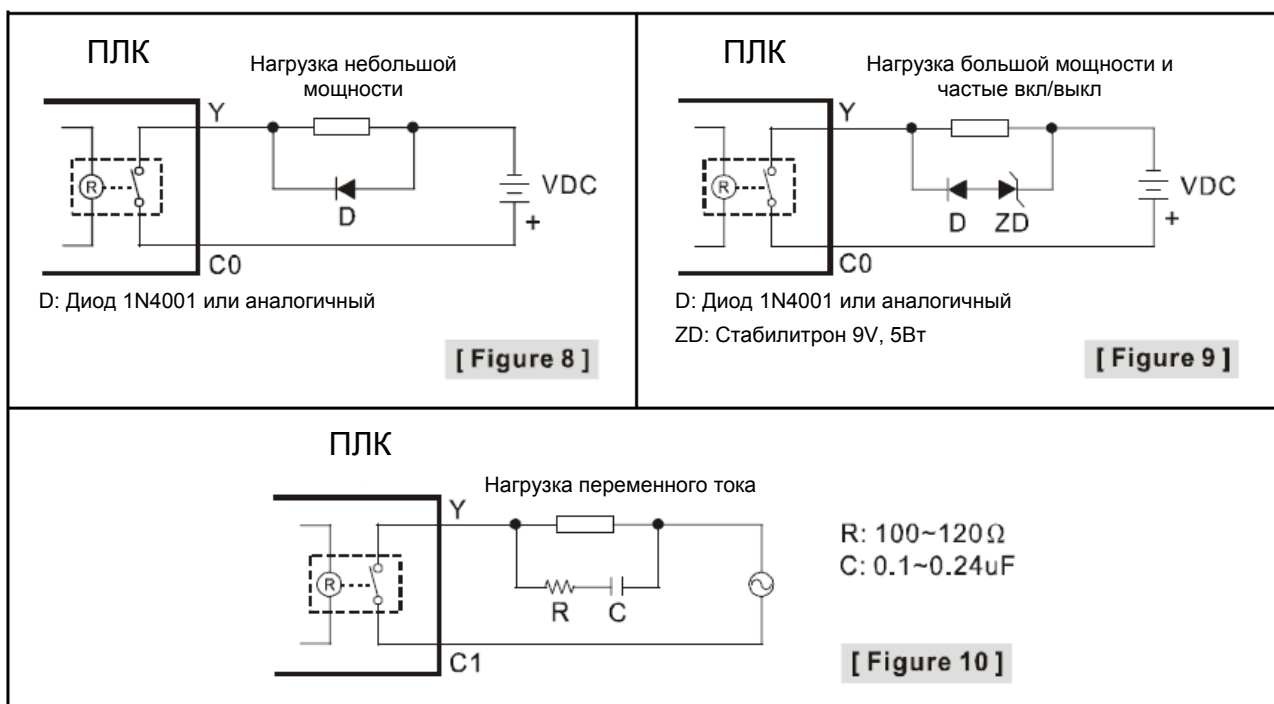 ПЛК
Нагрузка небольшой
мощности
Y
R
D
VDC
+
C0
D: Диод 1N4001 или аналогичный
[ Figure 8 ]
ПЛК
Нагрузка большой мощности и
частые вкл/выкл
Y
R
D ZD
VDC
+
C0
D: Диод 1N4001 или аналогичный
ZD: Стабилитрон 9V, 5Вт
[ Figure 9 ]
ПЛК
Нагрузка переменного тока
Y
R
R C
C1
R: 100~120Ω
C: 0.1~0.24uF
[ Figure 10 ]